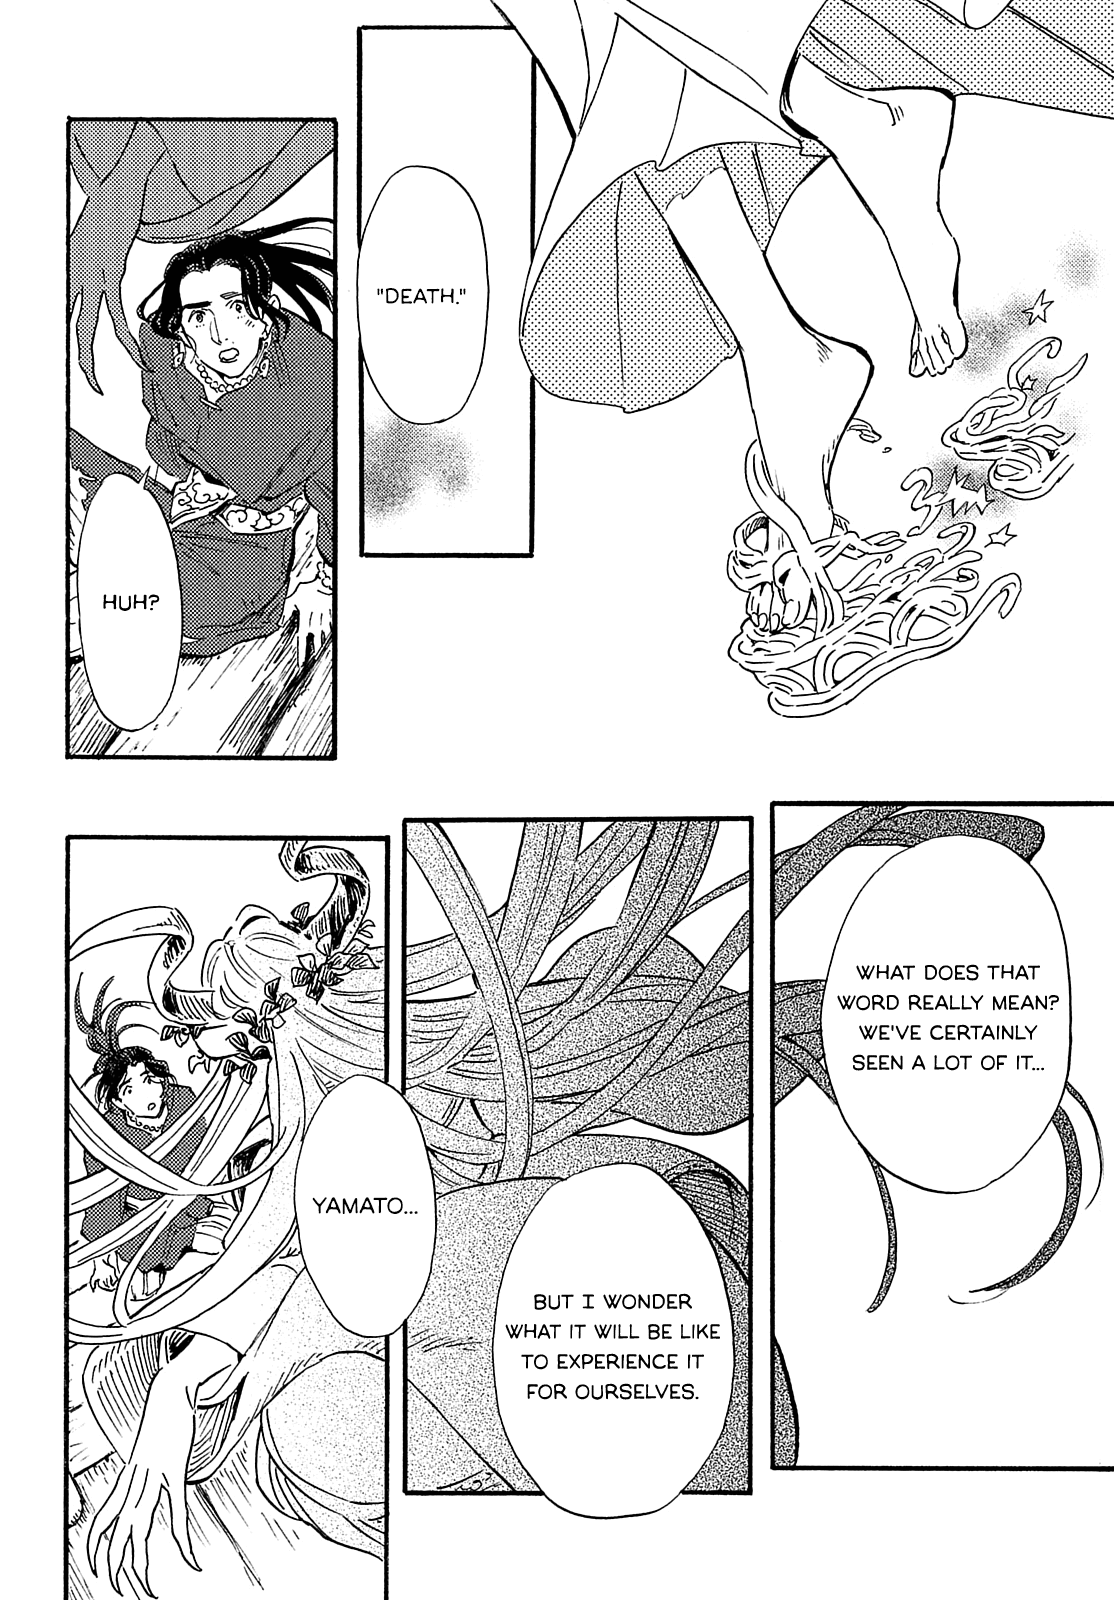 "DEATH."
HUH?
WHAT DOES THAT
WORD REALLY MEAN?
WE'VE CERTAINLY
SEEN A LOT OF IT...
BUT I WONDER
WHAT IT WILL BE LIKE
TO EXPERIENCE IT
FOR OURSELVES.
YAMATO...